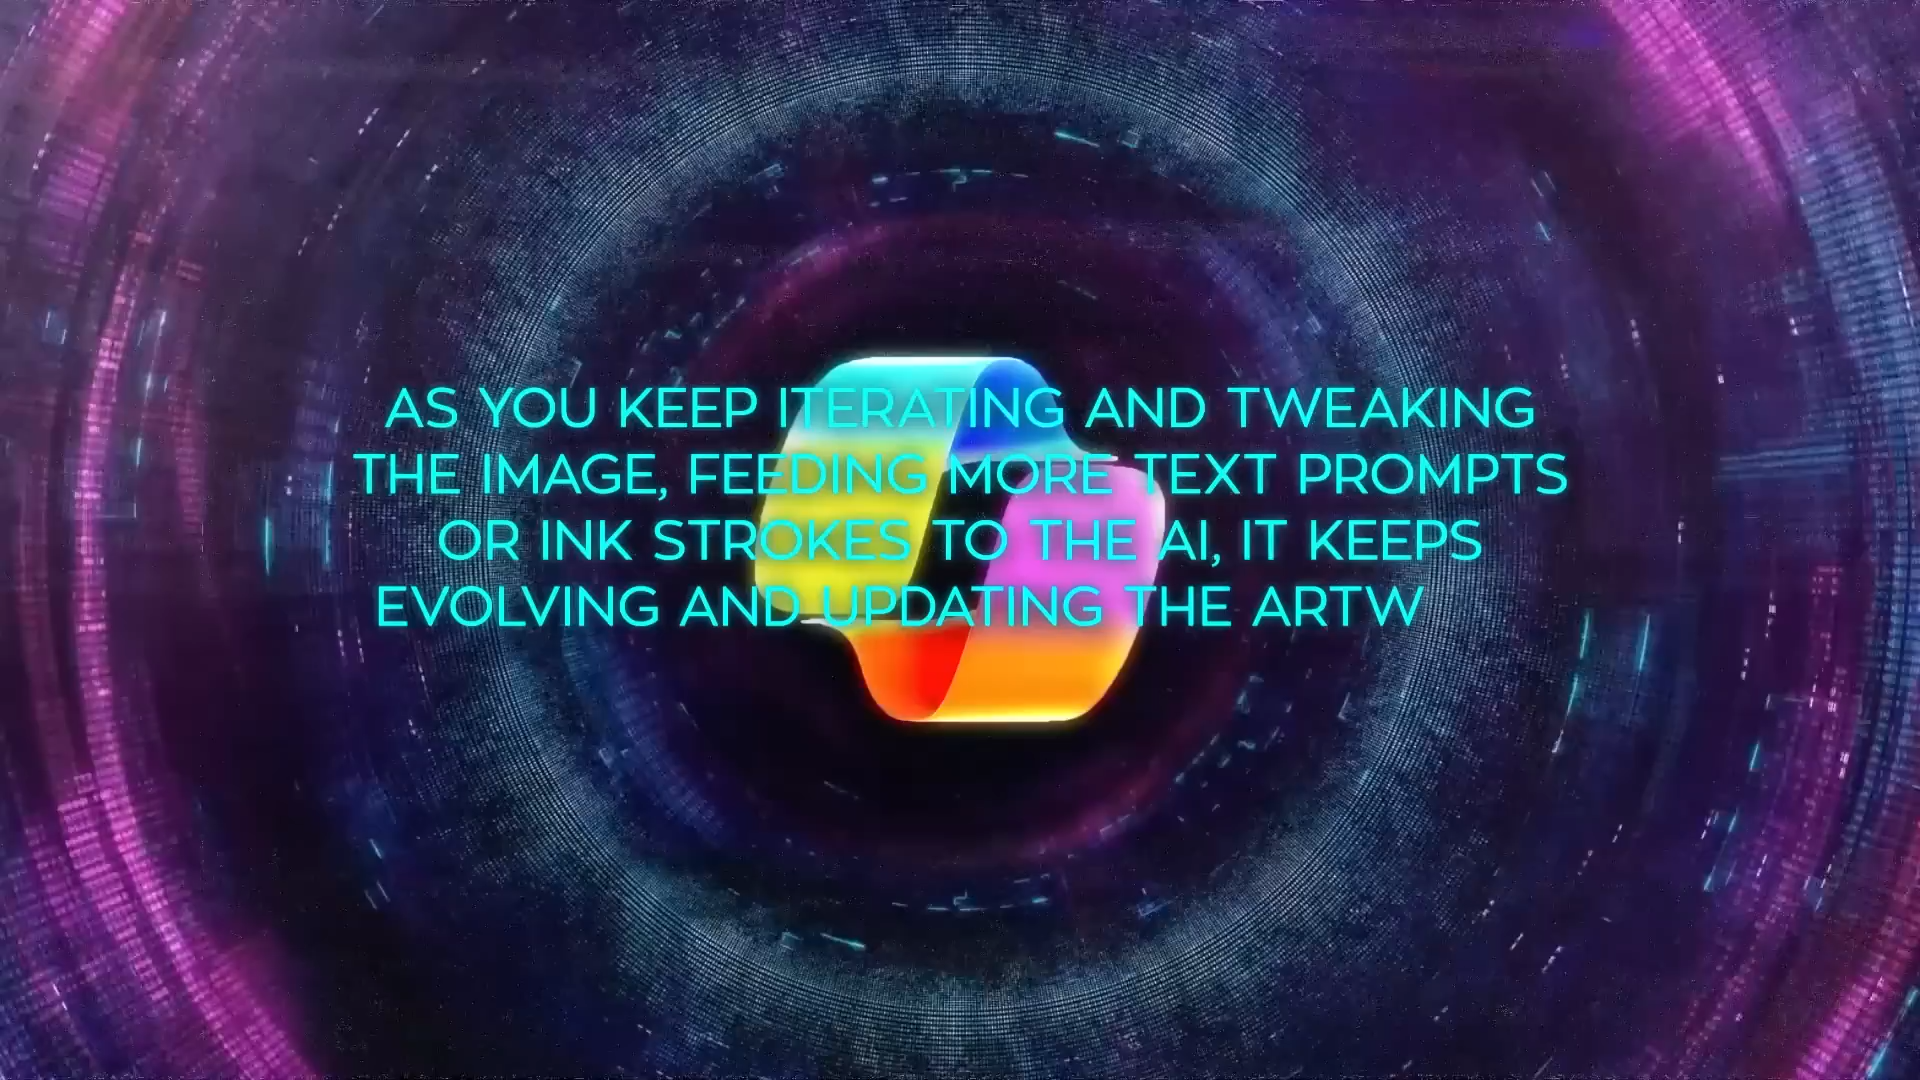 AS YOU KEEP ITERATING AND TWEAKING
THE IMAGE, FEEDING MORE TEXT PROMPTS
OR INK STROKES TO THE AI, IT KEEPS
EVOLVING AND UPDATING THE ARTW